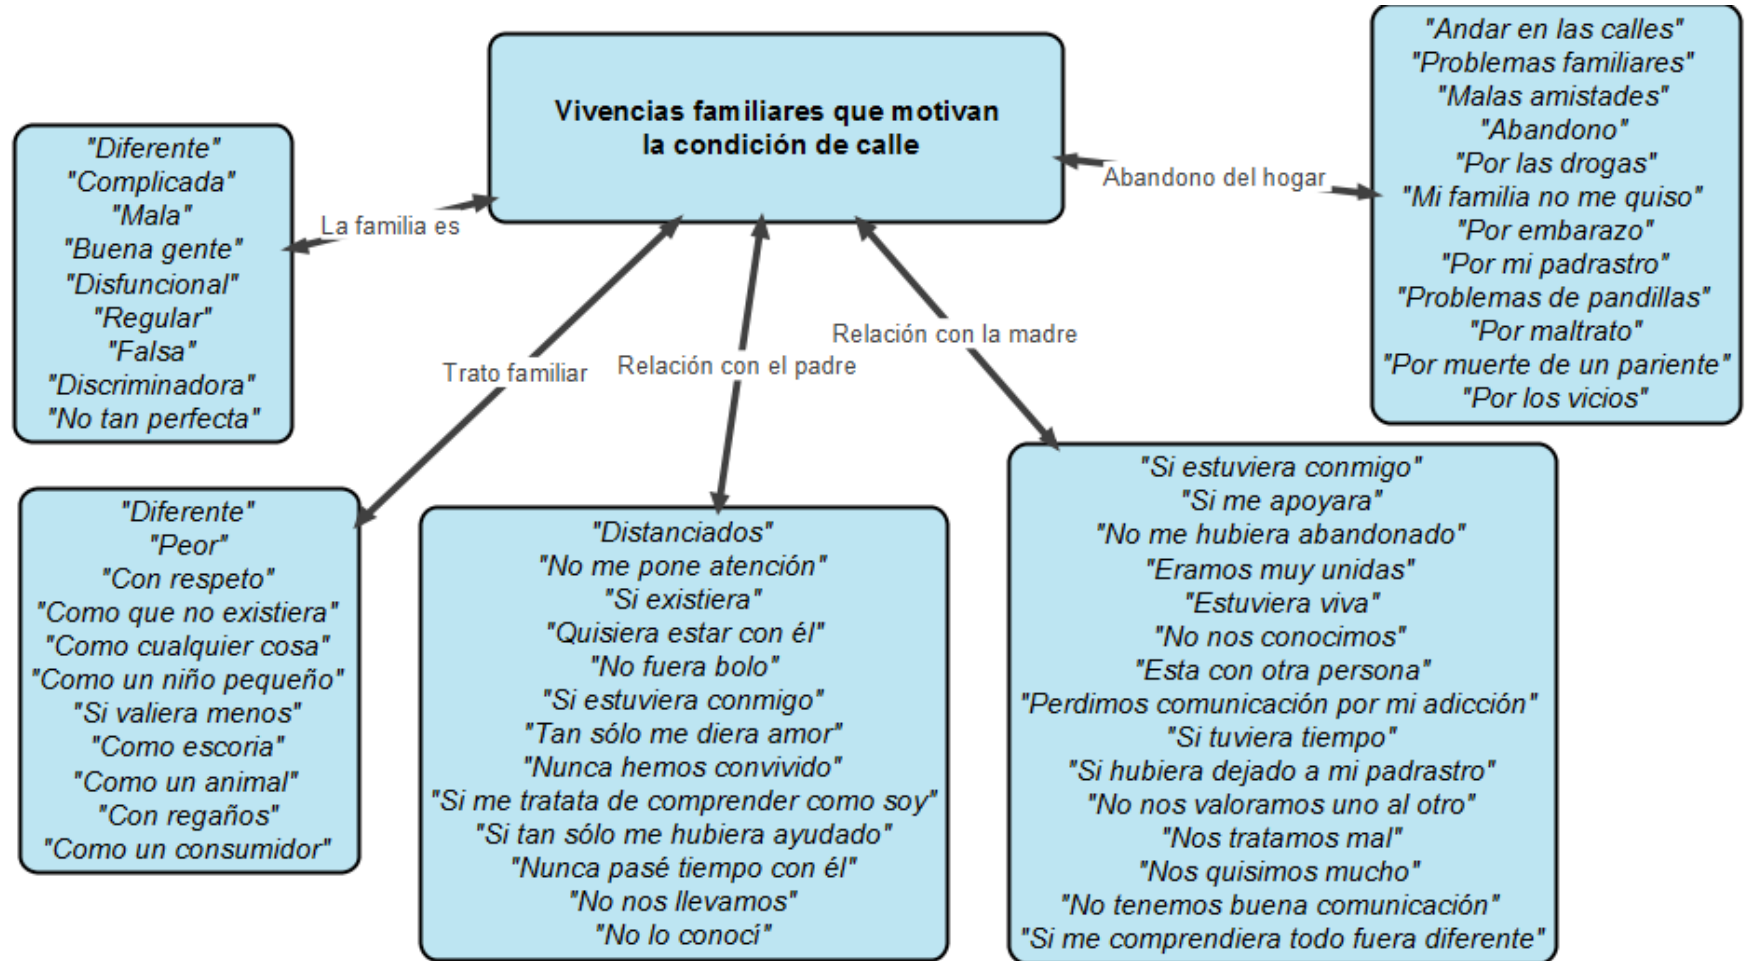 Vivencias familiares que motivan
la condición de calle
La familia es
"Diferente"
"Complicada"
"Mala"
"Buena gente"
"Disfuncional"
"Regular"
"Falsa"
"Discriminadora"
"No tan perfecta"
Trato familiar
"Diferente"
"Peor"
"Con respeto"
"Como que no existiera"
"Como cualquier cosa"
"Como un niño pequeño"
"Si valiera menos"
"Como escoria"
"Como un animal"
"Con regaños"
"Como un consumidor"
Relación con el padre
"Distanciados"
"No me pone atención"
"Si existiera"
"Quisiera estar con él"
"No fuera bolo"
"Si estuviera conmigo"
"Tan sólo me diera amor"
"Nunca hemos convivido"
"Si me tratata de comprender como soy"
"Si tan sólo me hubiera ayudado"
"Nunca pasé tiempo con él"
"No nos llevamos"
"No lo conocí"
Relación con la madre
"Si estuviera conmigo"
"Si me apoyara"
"No me hubiera abandonado"
"Eramos muy unidas"
"Estuviera viva"
"No nos conocimos"
"Esta con otra persona"
"Perdimos comunicación por mi adicción"
"Si tuviera tiempo"
"Si hubiera dejado a mi padrastro"
"No nos valoramos uno al otro"
"Nos tratamos mal"
"Nos quisimos mucho"
"No tenemos buena comunicación"
"Si me comprendiera todo fuera diferente"
Abandono del hogar
"Andar en las calles"
"Problemas familiares"
"Malas amistades"
"Abandono"
"Por las drogas"
"Mi familia no me quiso"
"Por embarazo"
"Por mi padrastro"
"Problemas de pandillas"
"Por maltrato"
"Por muerte de un pariente"
"Por los vicios"